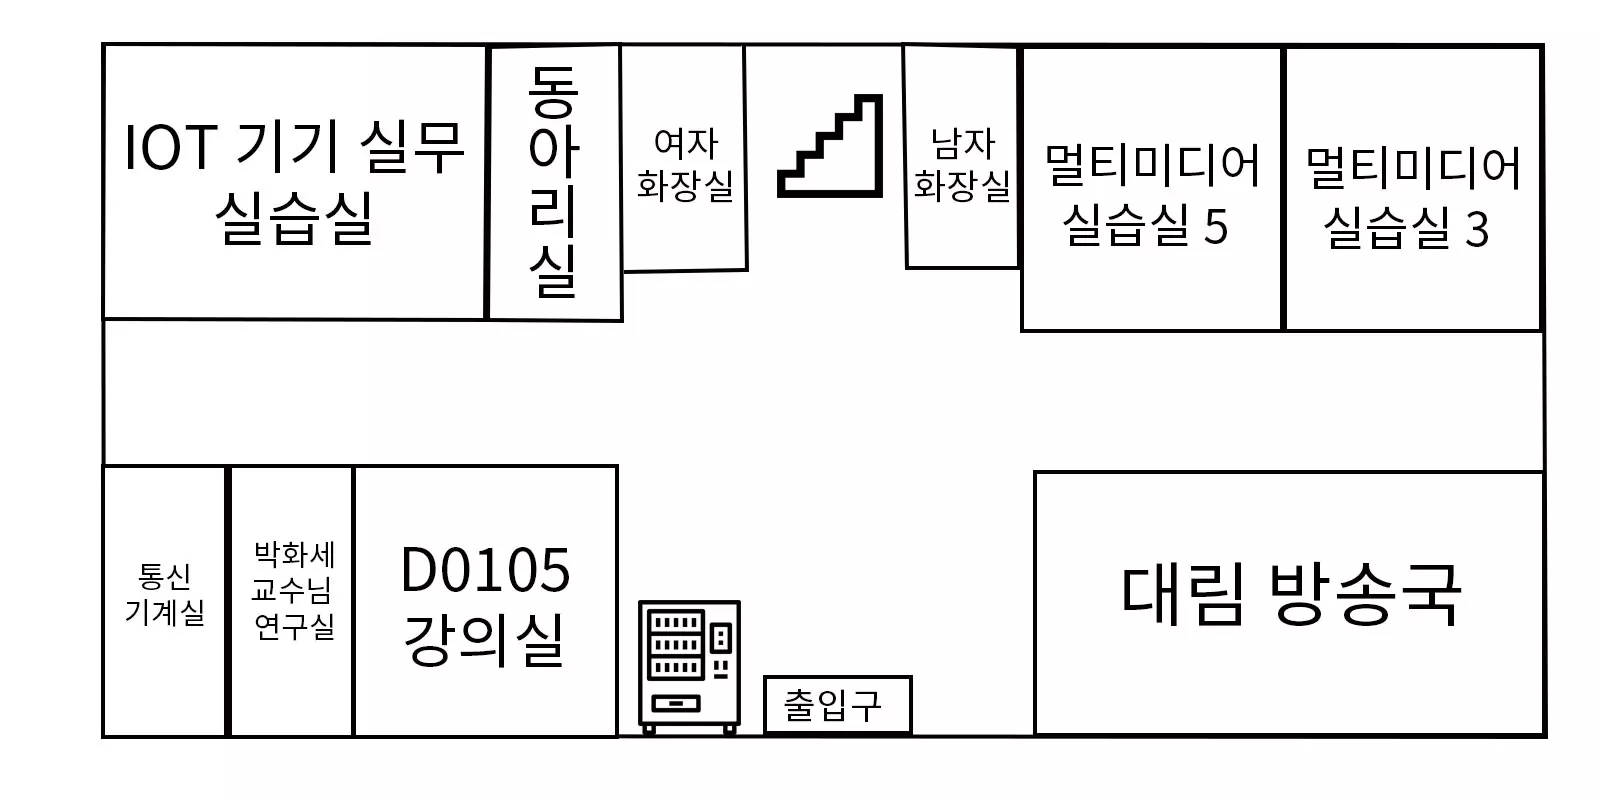 IOT 기기 실무
실습실
동
아
리
실
여자
화장실
남자
화장실
멀티미디어
실습실 5
멀티미디어
실습실 3
통신
기계실
박화세
교수님
연구실
D0105
강의실
출입구
대림 방송국